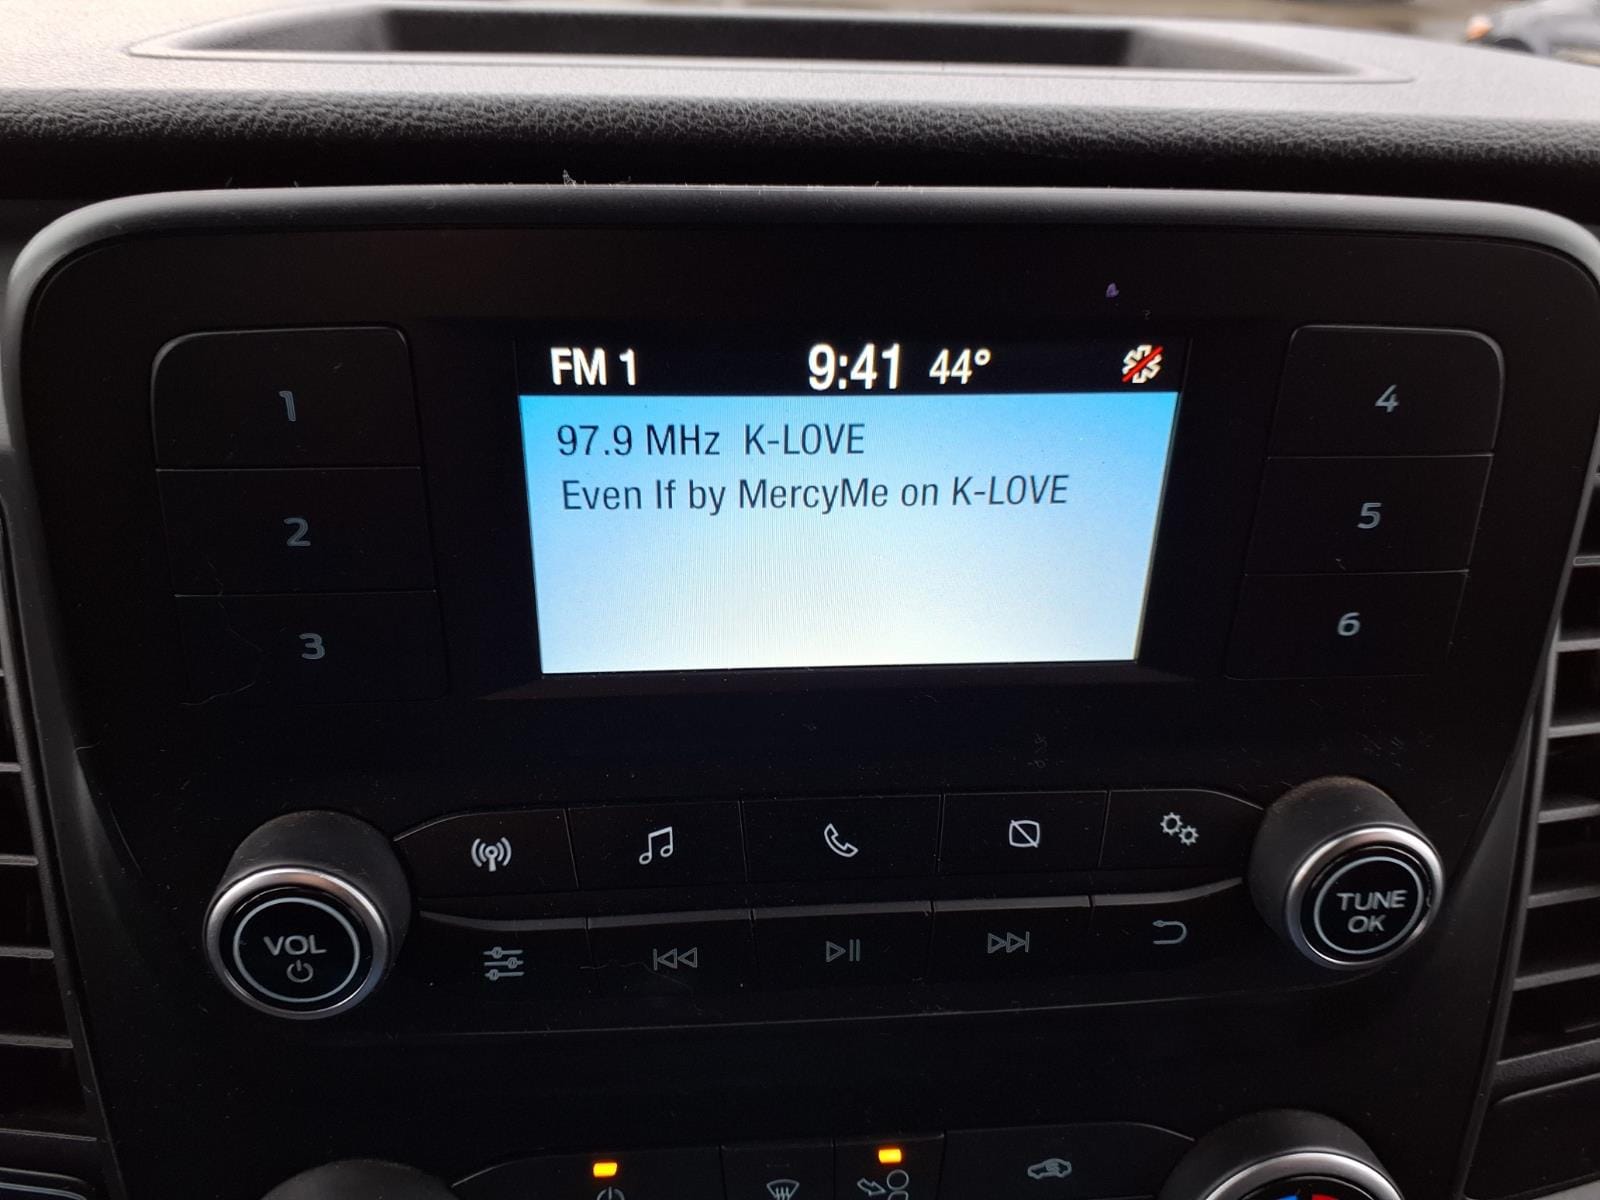 FM 1 9:41 44°
97.9 MHz K-LOVE
Even If by MercyMe on K-LOVE
1
2
3
4
5
6
VOL
TUNE
OK